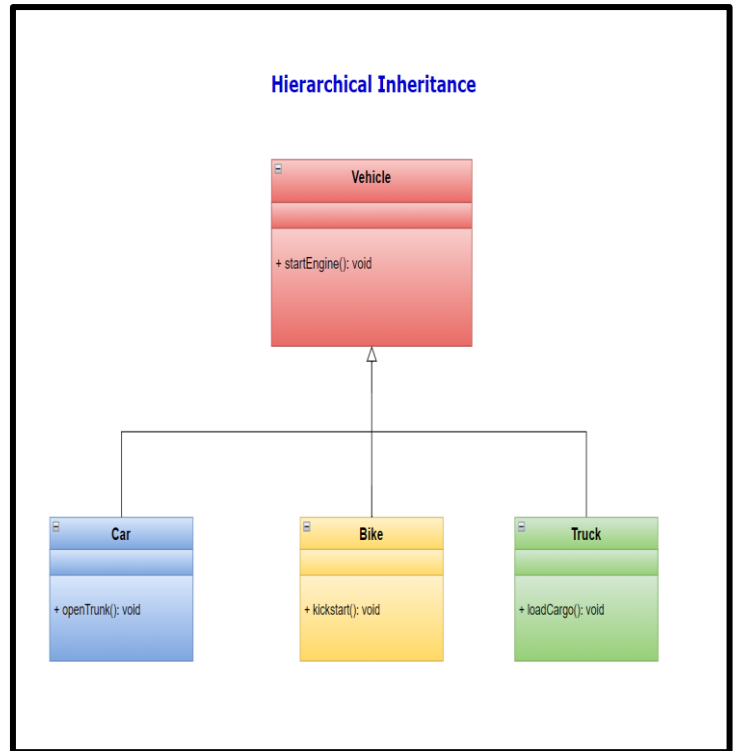 Hierarchical Inheritance
Vehicle
+ startEngine(): void
Car
+ openTrunk(): void
Bike
+ kickstart(): void
Truck
+ loadCargo(): void